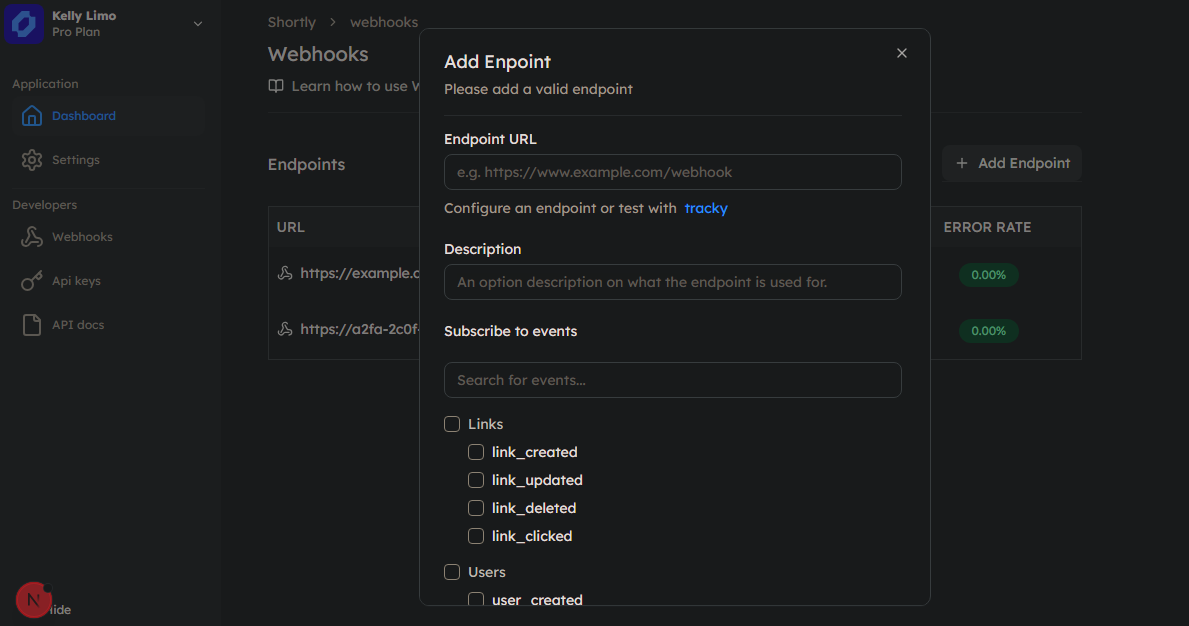 Kelly Limo
Pro Plan
Application
Dashboard
Settings
Developers
Webhooks
Api keys
API docs
N
Shortly > webhooks
Webhooks
Learn how to use
Endpoints
Add Endpoint
URL
ERROR RATE
https://example.c
0.00%
https://a2fa-2c0f-
0.00%
Add Enpoint
Please add a valid endpoint
Endpoint URL
e.g. https://www.example.com/webhook
Configure an endpoint or test with tracky
Description
An option description on what the endpoint is used for.
Subscribe to events
Search for events...
Links
link_created
link_updated
link_deleted
link_clicked
Users
user_created